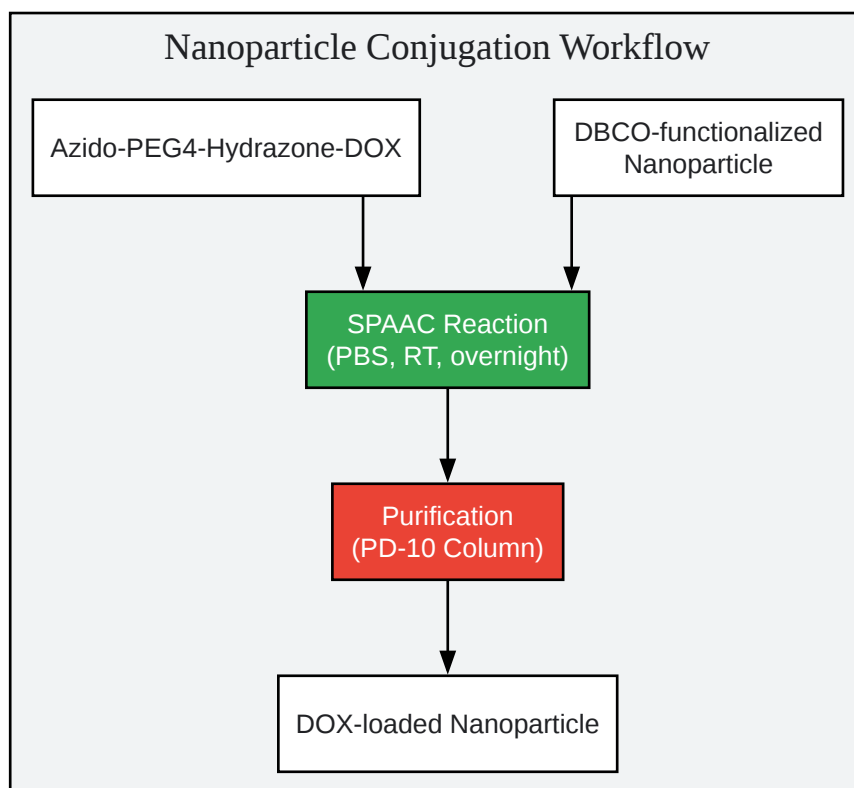 Nanoparticle Conjugation Workflow
Azido-PEG4-Hydrazone-DOX
DBCO-functionalized
Nanoparticle
SPAAC Reaction
(PBS, RT, overnight)
Purification
(PD-10 Column)
DOX-loaded Nanoparticle